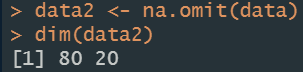 > data2 <- na.omit(data)
> dim(data2)
[1] 80 20